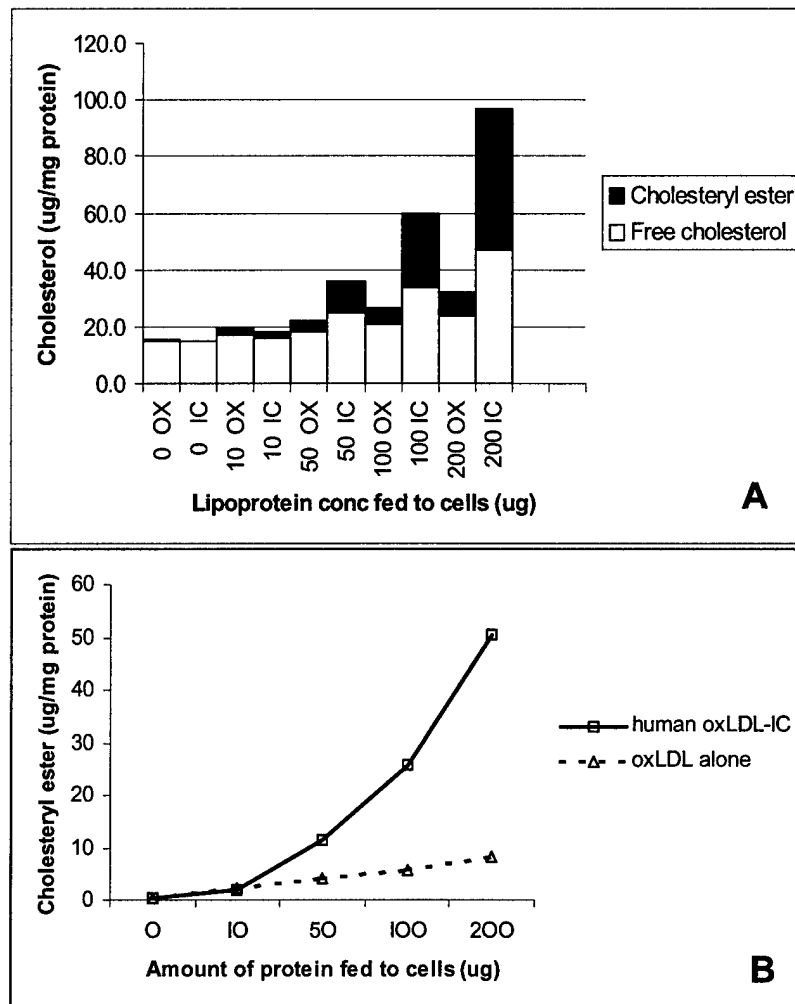 120.0
100.0
80.0
60.0
40.0
20.0
0.0
Cholesterol (ug/mg protein)
0 OX
0 IC
10 OX
10 IC
50 OX
50 IC
100 OX
100 IC
200 OX
200 IC
Lipoprotein conc fed to cells (ug)
Cholesteryl ester
Free cholesterol
A
60
50
40
30
20
10
0
Cholesteryl ester (ug/mg protein)
0 10 50 100 200
Amount of protein fed to cells (ug)
human oxLDL-IC
oxLDL alone
B